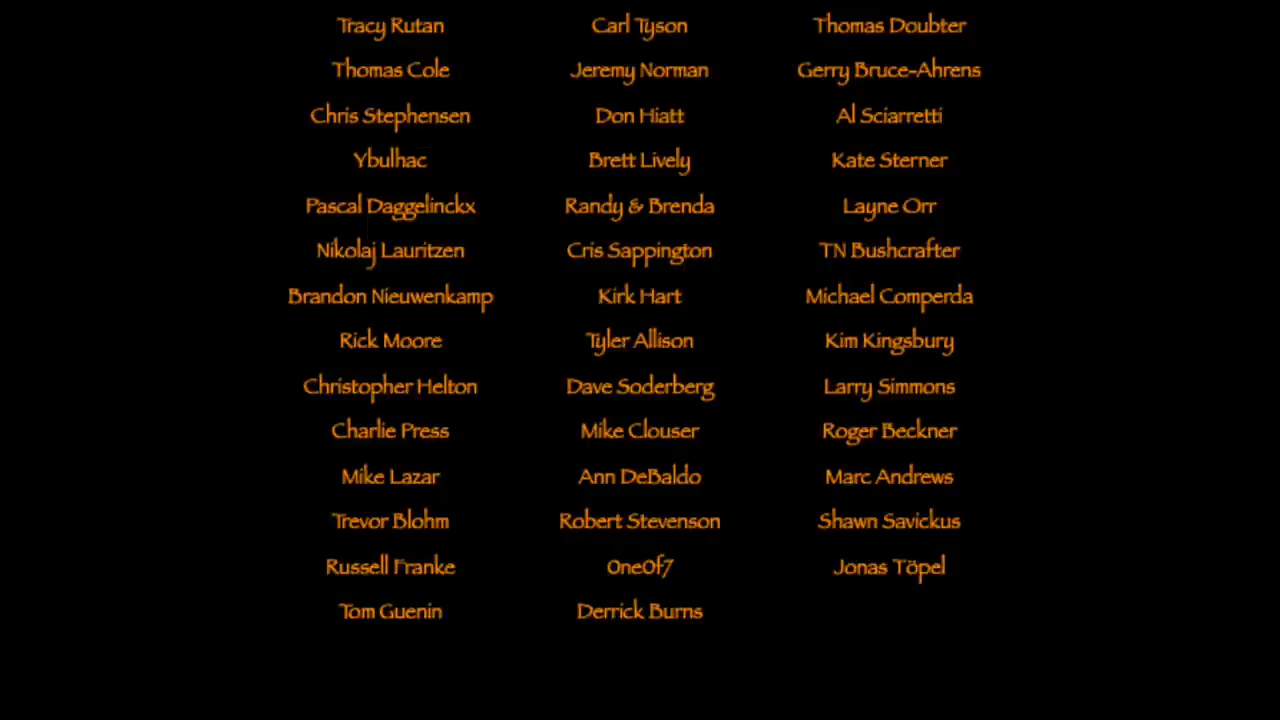 Tracy Rutan Carl Tyson Thomas Doubter
Thomas Cole Jeremy Norman Gerry Bruce-Ahrens
Chris Stephensen Don Hiatt Al Sciarretti
Ybulhac Brett Lively Kate Sterner
Pascal Daggelinckx Randy & Brenda Layne Orr
Nikolaj Lauritzen Cris Sappington TN Bushcrafter
Brandon Nieuwenkamp Kirk Hart Michael Comperda
Rick Moore Tyler Allison Kim Kingsbury
Christopher Helton Dave Soderberg Larry Simmons
Charlie Press Mike Clouser Roger Beckner
Mike Lazar Ann DeBaldo Marc Andrews
Trevor Blohm Robert Stevenson Shawn Savickus
Russell Franke 0ne0f7 Jonas Töpel
Tom Guenin Derrick Burns